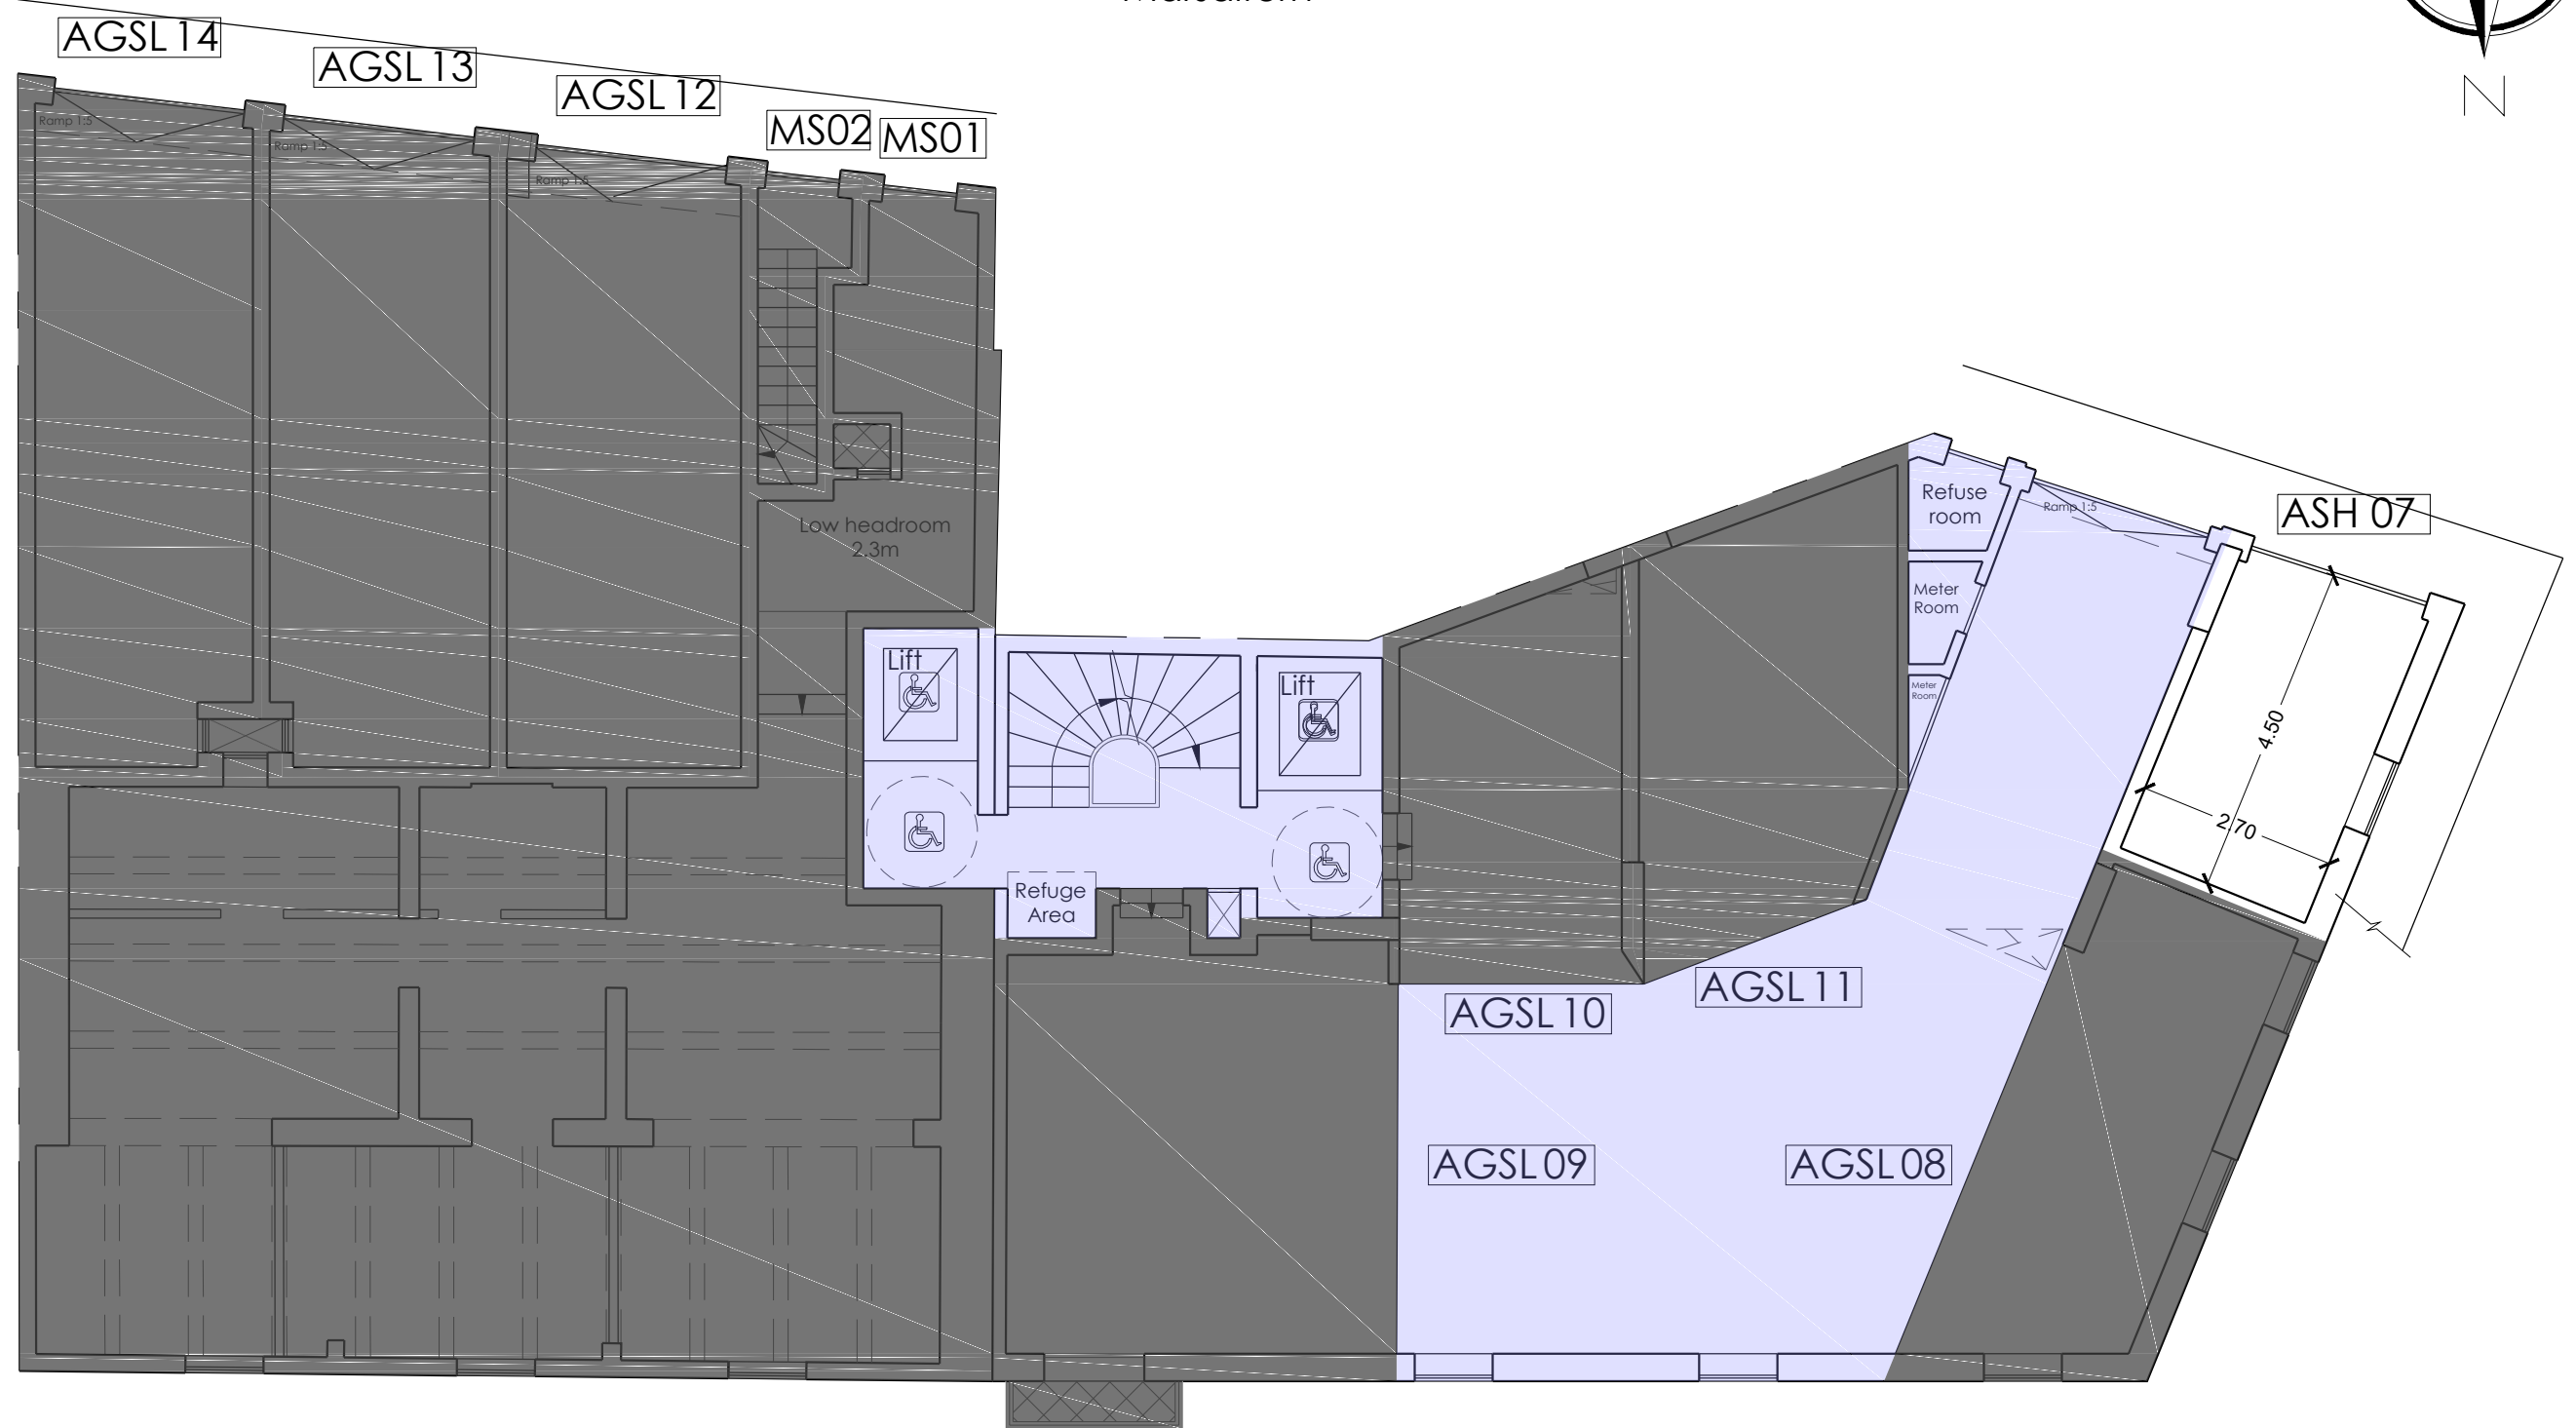 AGSL 14
AGSL 13
AGSL 12
MS02
MS01
N
Ramp 1:5
Ramp 1:5
Ramp 1:5
Low headroom
2.3m
Refuse
room
Ramp 1:5
ASH 07
Meter
Room
Meter
Room
Lift
Lift
4.50
2.70
Refuge
Area
AGSL 10
AGSL 11
AGSL 09
AGSL 08